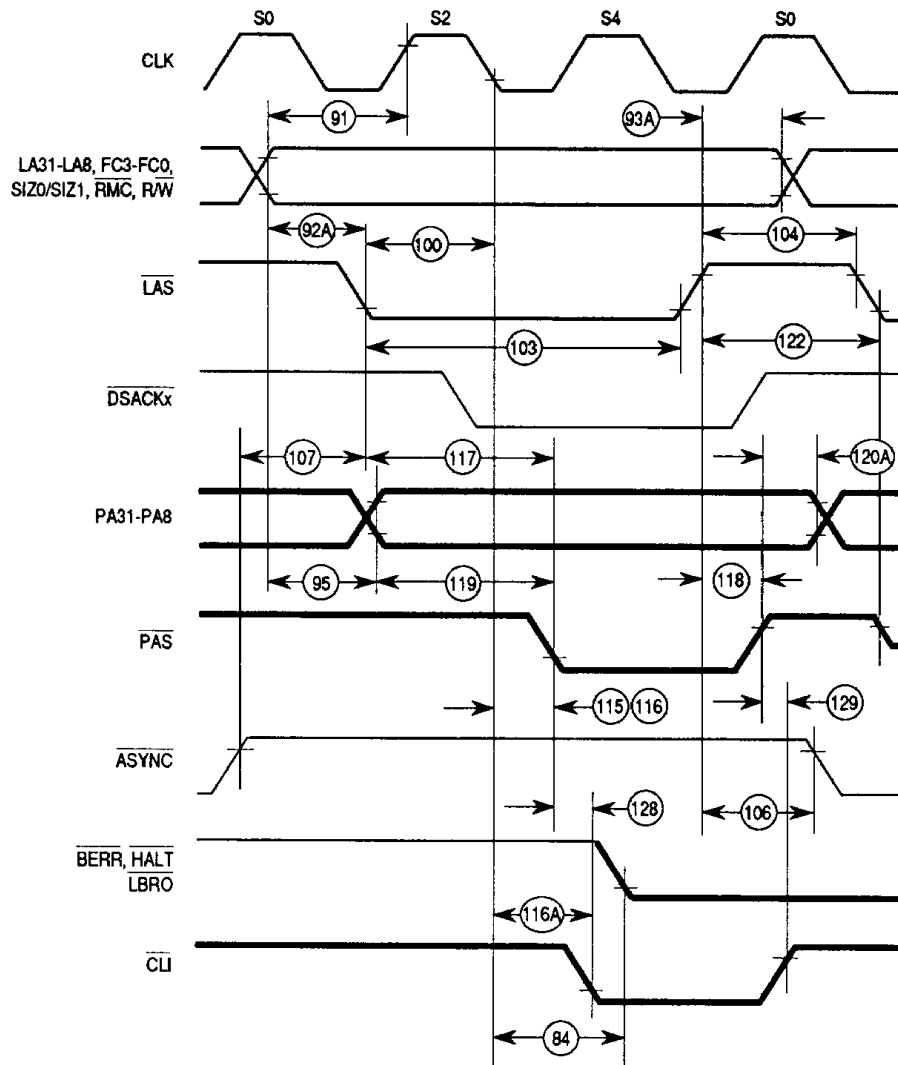 S0 S2 S4 S0
CLK
91 93A
LA31-LA8, FC3-FC0,
SIZ0/SIZ1, RMC, R/W
92A 100 104
LAS
103 122
DSACKx
107 117 120A
PA31-PA8
95 119 118
PAS
115 116 129
ASYNC
128 106
BERR, HALT
LBRO
116A
CLI
84